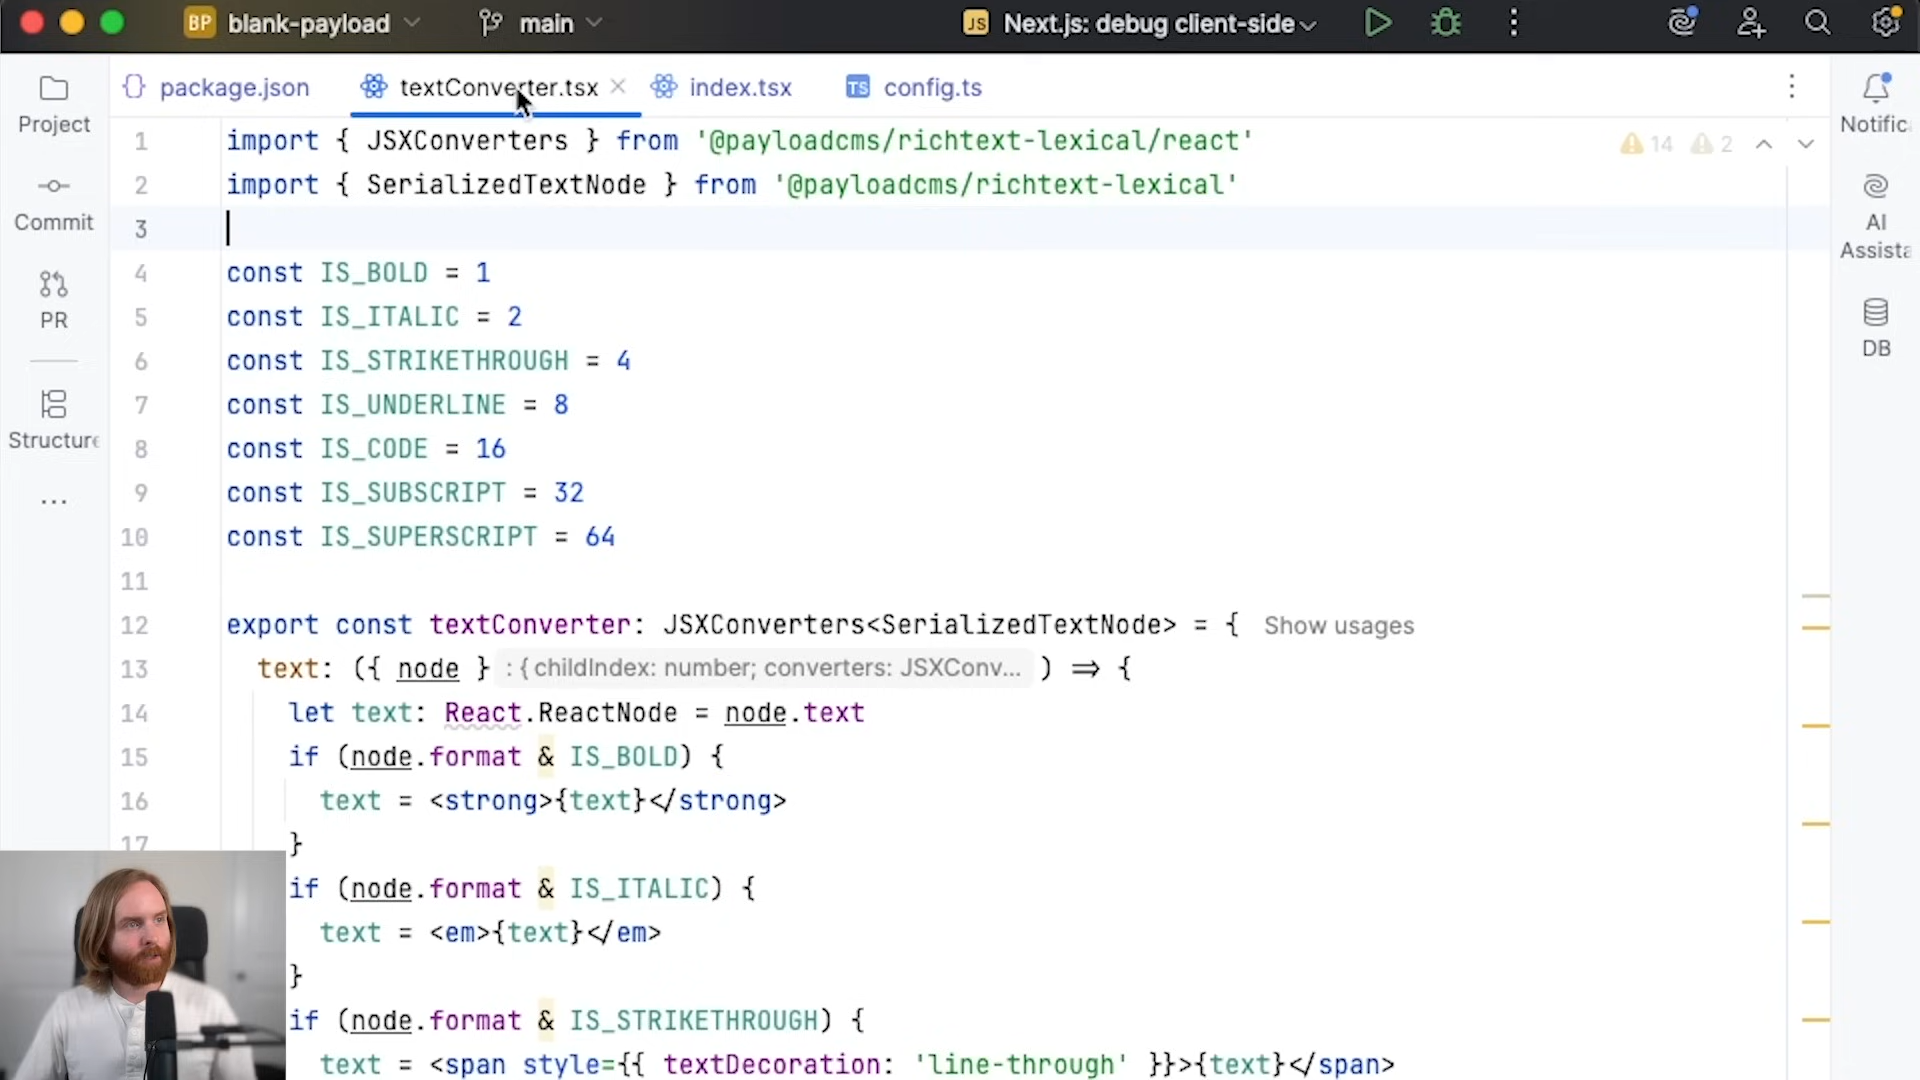 BP blank-payload main JS Next.js: debug client-side
Project
Commit
PR
Structure
...
{} package.json textConverter.tsx index.tsx TS config.ts
14 2
1 import { JSXConverters } from '@payloadcms/richtext-lexical/react'
2 import { SerializedTextNode } from '@payloadcms/richtext-lexical'
3
4 const IS_BOLD = 1
5 const IS_ITALIC = 2
6 const IS_STRIKETHROUGH = 4
7 const IS_UNDERLINE = 8
8 const IS_CODE = 16
9 const IS_SUBSCRIPT = 32
10 const IS_SUPERSCRIPT = 64
11
12 export const textConverter: JSXConverters<SerializedTextNode> = { Show usages
13 text: ({ node } : {childIndex: number; converters: JSXConv... ) => {
14 let text: React.ReactNode = node.text
15 if (node.format & IS_BOLD) {
16 text = <strong>{text}</strong>
17 }
if (node.format & IS_ITALIC) {
text = <em>{text}</em>
}
if (node.format & IS_STRIKETHROUGH) {
text = <span style={{ textDecoration: 'line-through' }}>{text}</span>
Notific
AI
Assista
DB